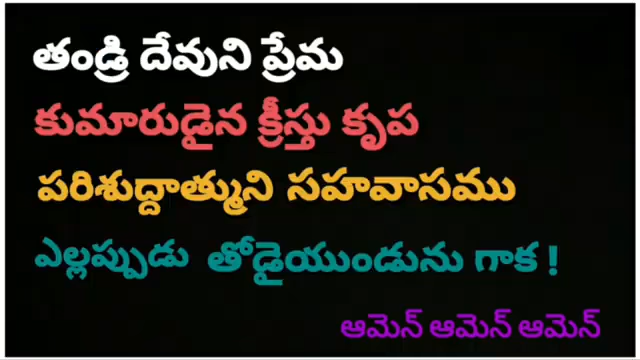 తండ్రి దేవుని ప్రేమ
కుమారుడైన క్రీస్తు కృప
పరిశుద్దాత్ముని సహవాసము
ఎల్లప్పుడు తోడైయుండును గాక !
ఆమెన్ ఆమెన్ ఆమెన్